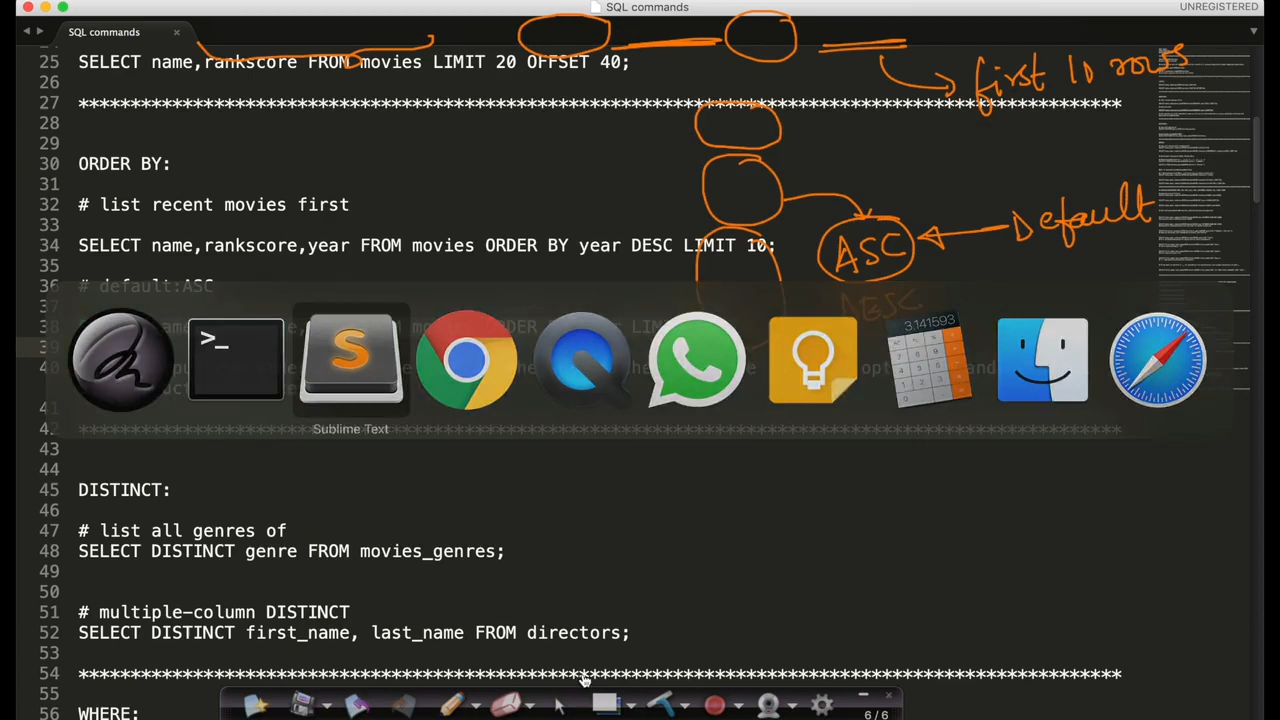 SQL commands
UNREGISTERED
SQL commands
25 SELECT name,rankscore FROM movies LIMIT 20 OFFSET 40;
first 10 rows
26
27 ****************************************************************************************************
28
29
30 ORDER BY:
31
32 # list recent movies first
33
Default
34 SELECT name,rankscore,year FROM movies ORDER BY year DESC LIMIT 10;
ASC
35
36 # default:ASC
DESC
>_
3.141593
Sublime Text
42 ****************************************************************************************************
43
44
45 DISTINCT:
46
47 # list all genres of
48 SELECT DISTINCT genre FROM movies_genres;
49
50
51 # multiple-column DISTINCT
52 SELECT DISTINCT first_name, last_name FROM directors;
53
54 ****************************************************************************************************
55
56 WHERE:
6/6